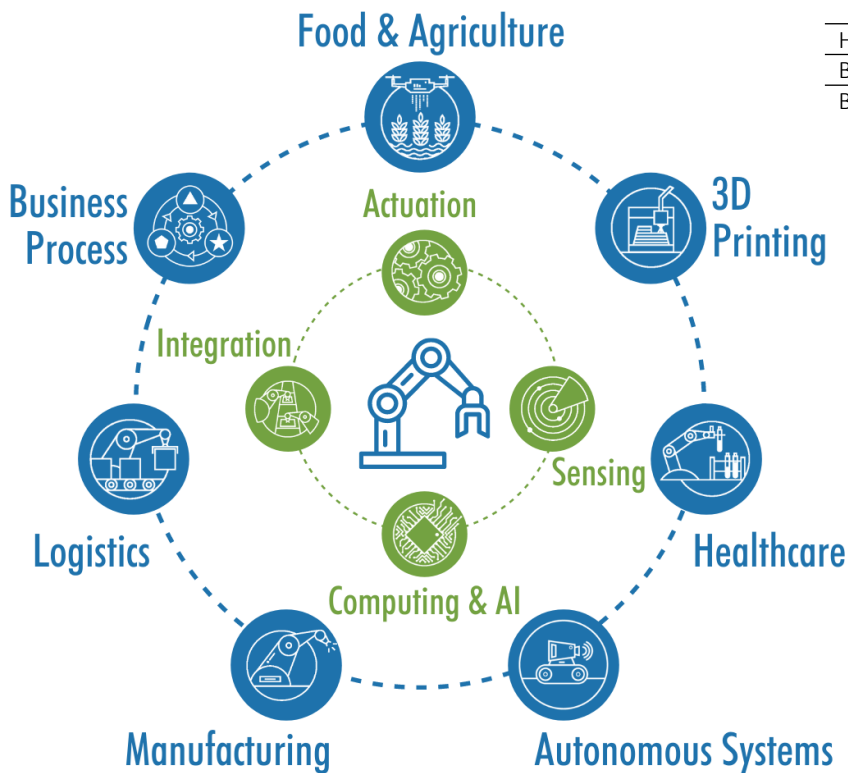 Food & Agriculture
H
B
B
Business
Process
3D
Printing
Actuation
Integration
Sensing
Computing & AI
Logistics
Healthcare
Manufacturing
Autonomous Systems